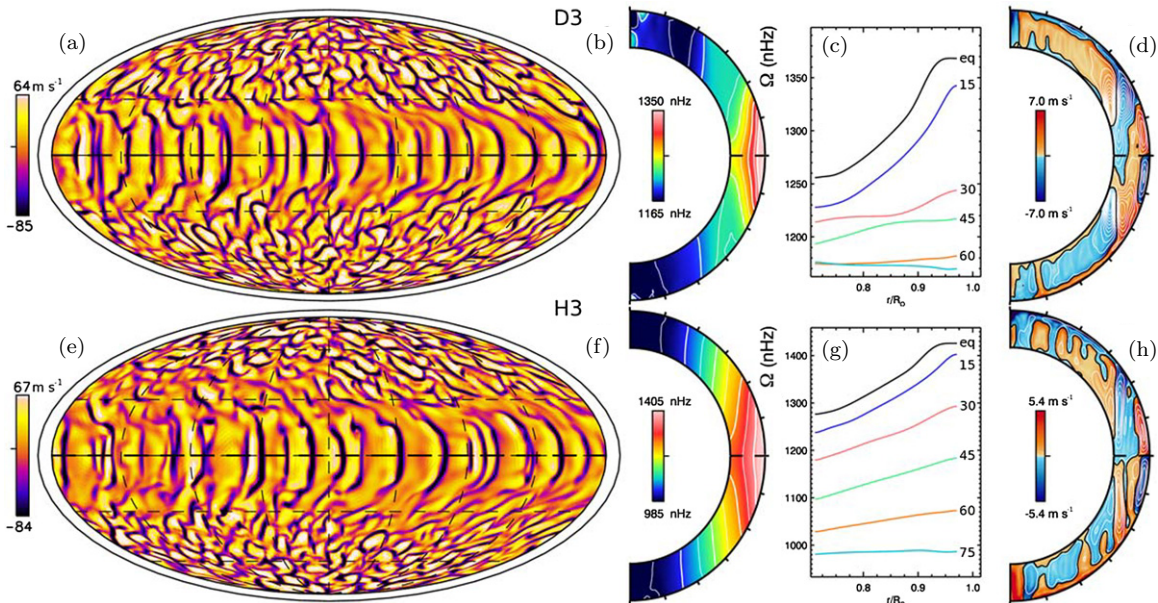 D3
(a)
64 m s⁻¹
−85
(b)
1350 nHz
1165 nHz
(c)
Ω (nHz)
1350
1300
1250
1200
eq
15
30
45
60
0.8
0.9
1.0
(d)
7.0 m s⁻¹
-7.0 m s⁻¹
H3
(e)
67 m s⁻¹
−84
(f)
1405 nHz
985 nHz
(g)
Ω (nHz)
1400
1300
1200
1100
1000
eq
15
30
45
60
75
0.8
0.9
1.0
(h)
5.4 m s⁻¹
-5.4 m s⁻¹